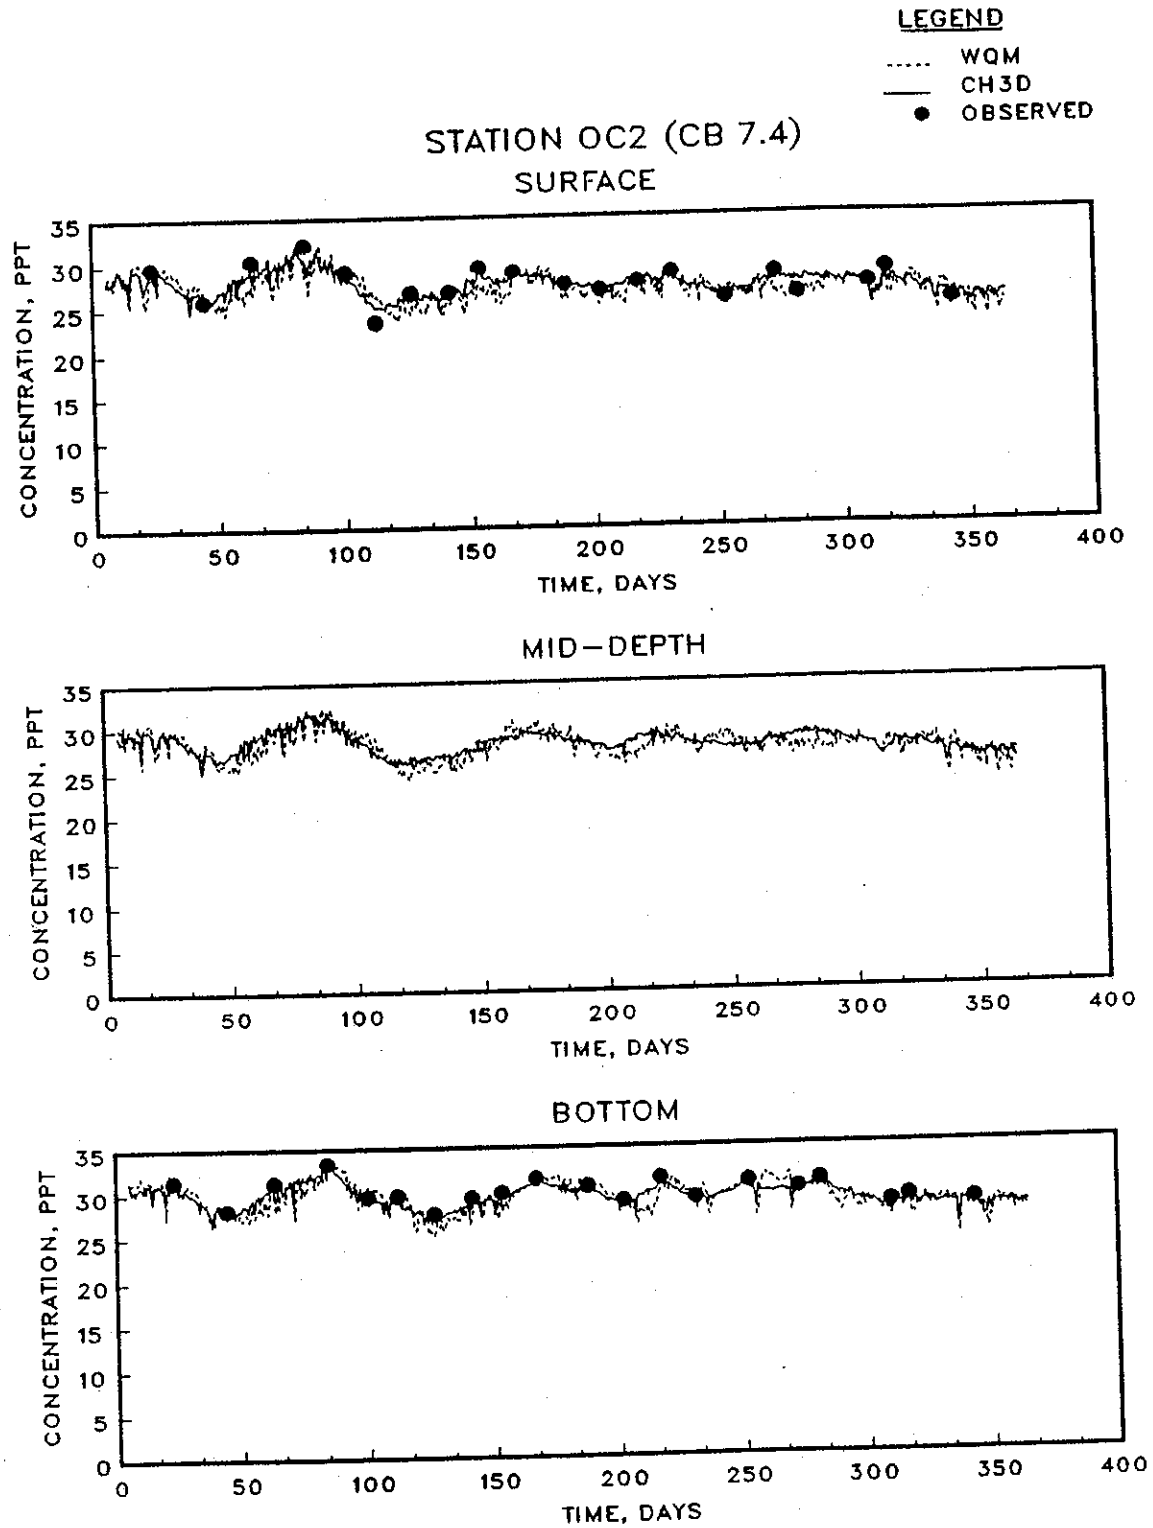 LEGEND
WQM
CH3D
OBSERVED
STATION OC2 (CB 7.4)
SURFACE
CONCENTRATION, PPT
35
30
25
20
15
10
5
0
0 50 100 150 200 250 300 350 400
TIME, DAYS
MID-DEPTH
CONCENTRATION, PPT
35
30
25
20
15
10
5
0
0 50 100 150 200 250 300 350 400
TIME, DAYS
BOTTOM
CONCENTRATION, PPT
35
30
25
20
15
10
5
0
0 50 100 150 200 250 300 350 400
TIME, DAYS